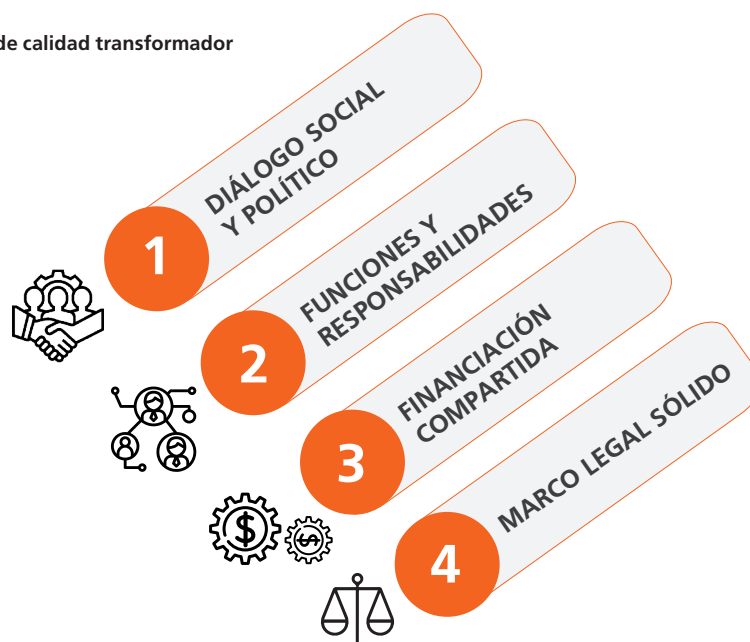 de calidad transformador
1
DIÁLOGO SOCIAL
Y POLÍTICO
2
FUNCIONES Y
RESPONSABILIDADES
3
FINANCIACIÓN
COMPARTIDA
4
MARCO LEGAL SÓLIDO
$
$